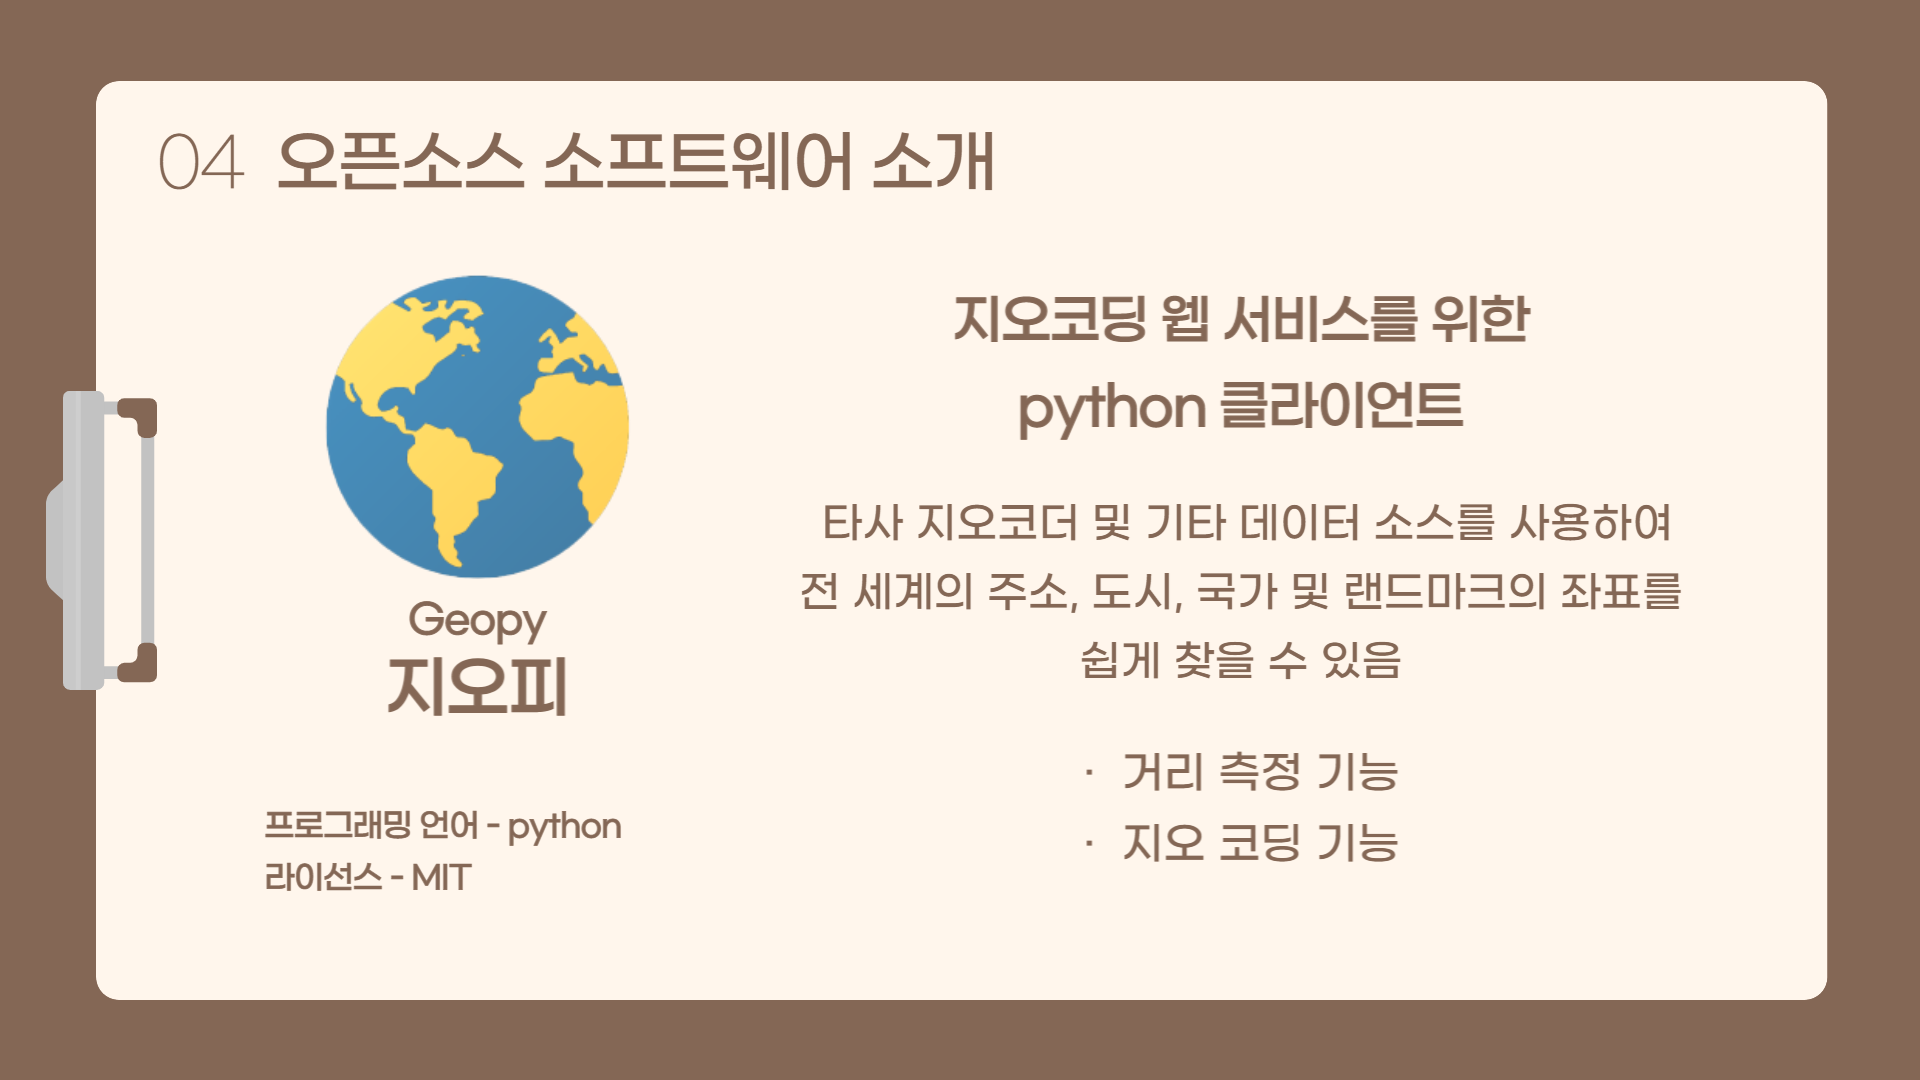 04 오픈소스 소프트웨어 소개
Geopy
지오피
프로그래밍 언어 - python
라이선스 - MIT
지오코딩 웹 서비스를 위한
python 클라이언트
타사 지오코더 및 기타 데이터 소스를 사용하여
전 세계의 주소, 도시, 국가 및 랜드마크의 좌표를
쉽게 찾을 수 있음
· 거리 측정 기능
· 지오 코딩 기능